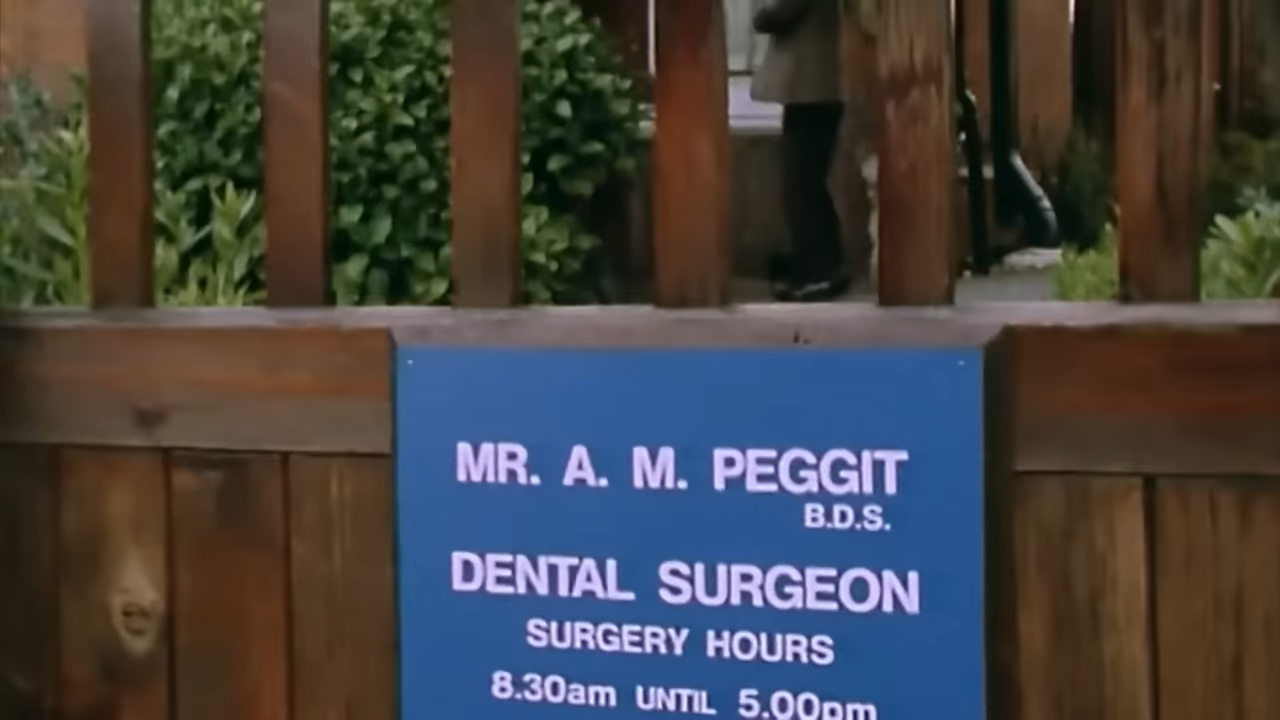 MR. A. M. PEGGIT
B.D.S.
DENTAL SURGEON
SURGERY HOURS
8.30am UNTIL 5.00pm